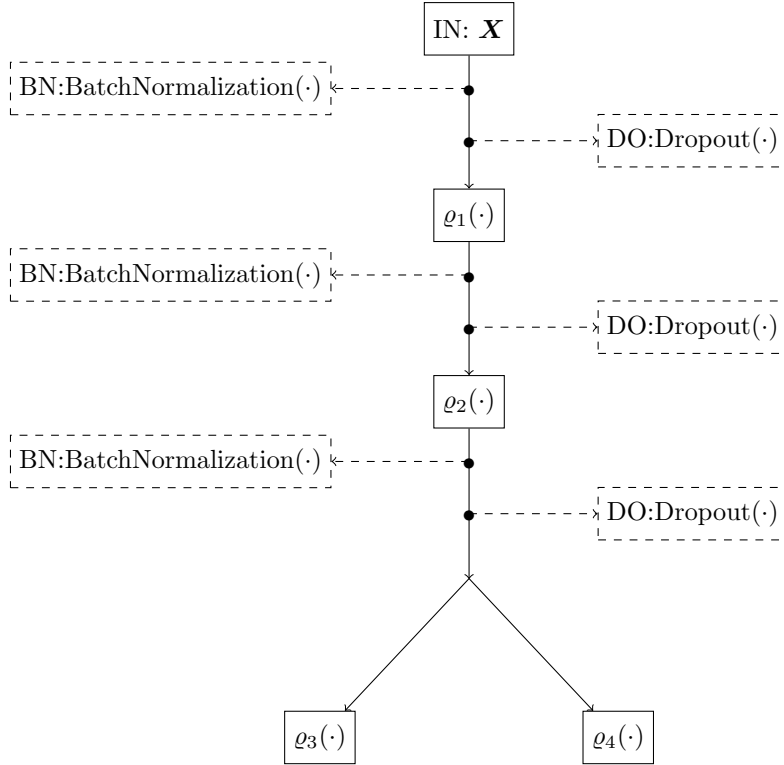 IN: X
BN:BatchNormalization(·)
DO:Dropout(·)
ϱ₁(·)
BN:BatchNormalization(·)
DO:Dropout(·)
ϱ₂(·)
BN:BatchNormalization(·)
DO:Dropout(·)
ϱ₃(·)
ϱ₄(·)